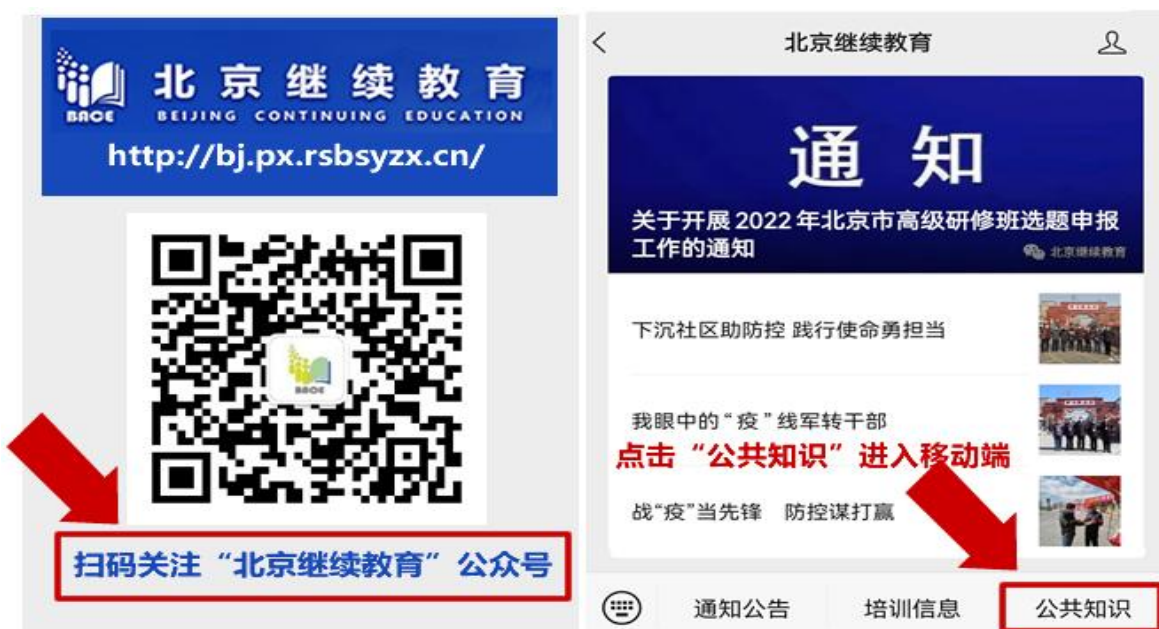 北京继续教育
BACE
BEIJING CONTINUING EDUCATION
http://bj.px.rsbsyzx.cn/
BACE
扫码关注“北京继续教育”公众号
北京继续教育
通 知
关于开展 2022 年北京市高级研修班选题申报
工作的通知
北京继续教育
下沉社区助防控 践行使命勇担当
我眼中的“疫”线军转干部
点击“公共知识”进入移动端
战“疫”当先锋 防控谋打赢
通知公告
培训信息
公共知识